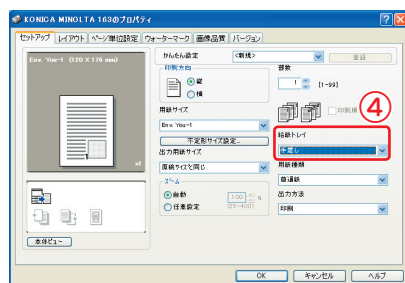 KONICA MINOLTA 163のプロパティ
セットアップ レイアウト ページ単位設定 ウォーターマーク 画像品質 バージョン
Env. You-1 (120 X 176 mm)
x1
本体ビュー
かんたん設定 <新規> 登録
印刷方向
縦
横
用紙サイズ
Env. You-1
不定形サイズ設定...
出力用紙サイズ
原稿サイズと同じ
ズーム
自動
任意設定
100 %
(25-400)
部数
1 [1-99]
印刷順
④
給紙トレイ
手差し
用紙種類
普通紙
出力方法
印刷
OK キャンセル ヘルプ